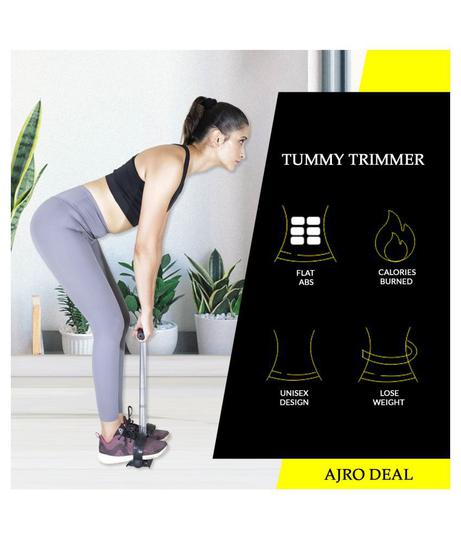 TUMMY TRIMMER
FLAT
ABS
CALORIES
BURNED
UNISEX
DESIGN
LOSE
WEIGHT
AJRO DEAL